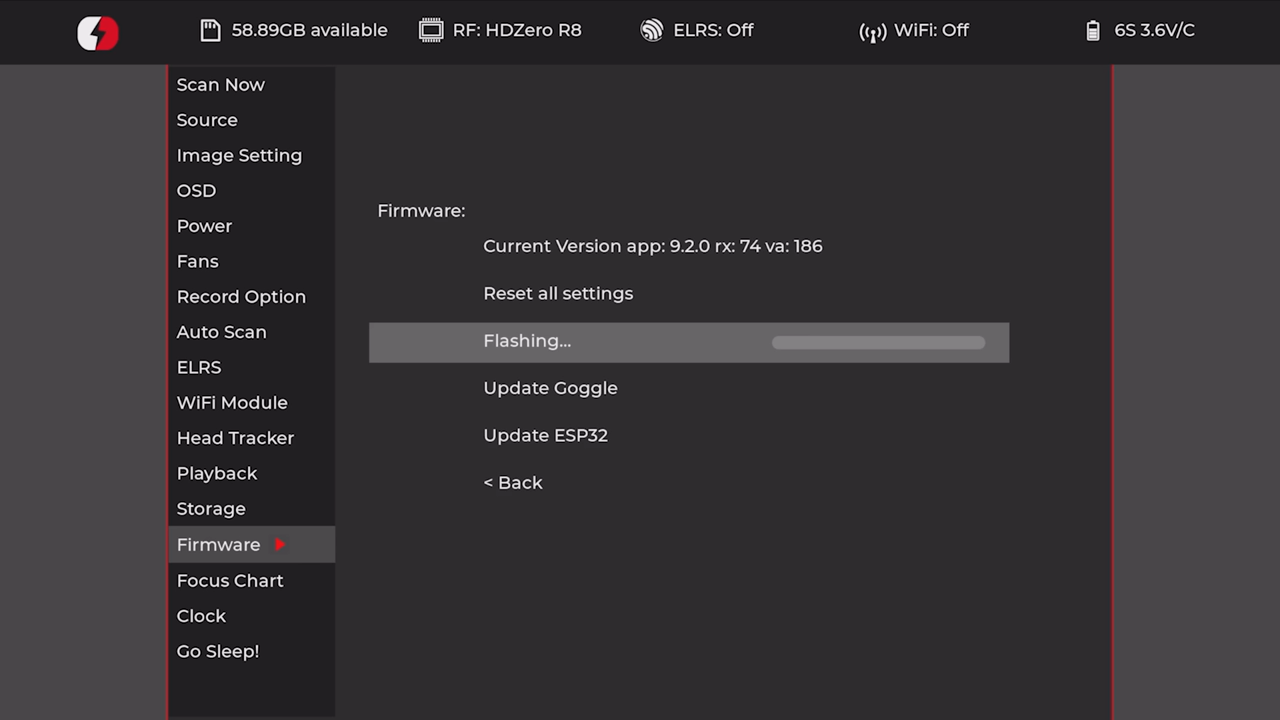 58.89GB available RF: HDZero R8 ELRS: Off WiFi: Off 6S 3.6V/C
Scan Now
Source
Image Setting
OSD
Power
Fans
Record Option
Auto Scan
ELRS
WiFi Module
Head Tracker
Playback
Storage
Firmware
Focus Chart
Clock
Go Sleep!
Firmware:
Current Version app: 9.2.0 rx: 74 va: 186
Reset all settings
Flashing...
Update Goggle
Update ESP32
< Back